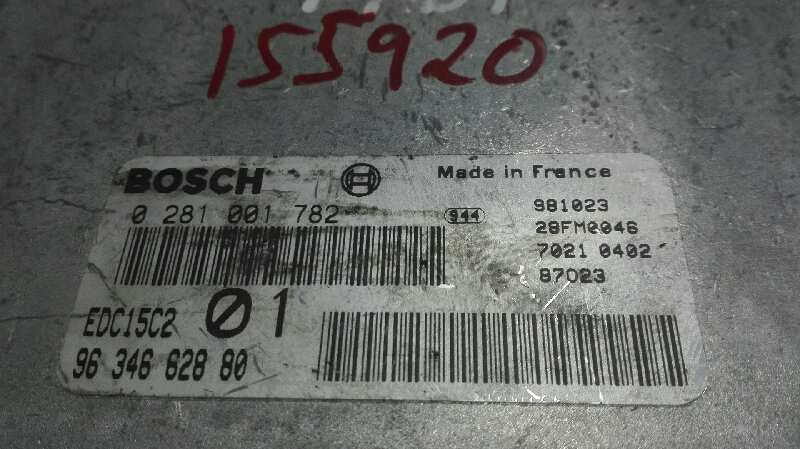 155920
BOSCH Made in France
0 281 001 782 944 981023
28FM0046
7021 0402
87023
EDC15C2 01
96 346 628 80